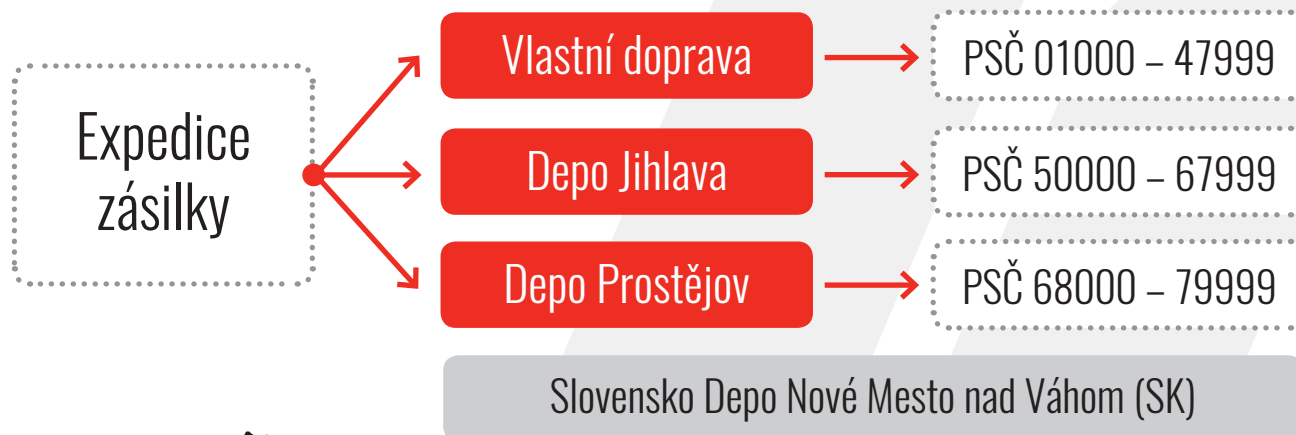 Expedice
zásilky
Vlastní doprava
PSČ 01000 – 47999
Depo Jihlava
PSČ 50000 – 67999
Depo Prostějov
PSČ 68000 – 79999
Slovensko Depo Nové Mesto nad Váhom (SK)